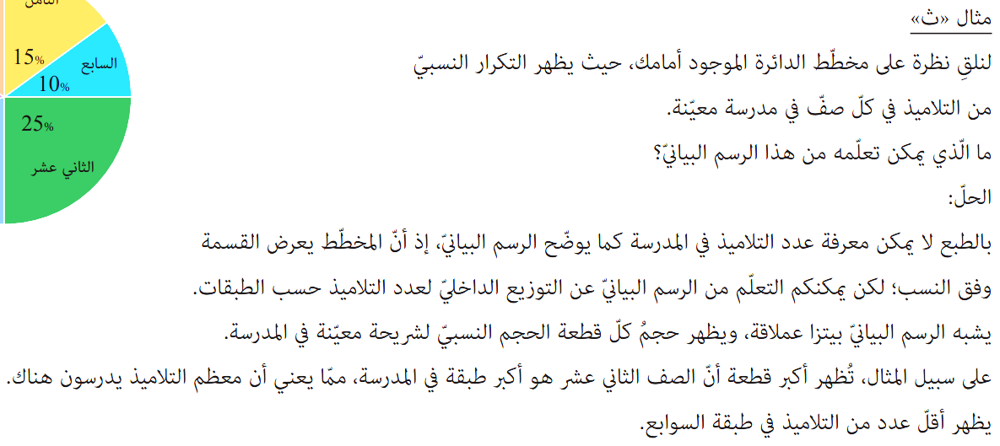 مثال «ث»
لنلقِ نظرة على مخطّط الدائرة الموجود أمامك، حيث يظهر التكرار النسبيّ
من التلاميذ في كلّ صفّ في مدرسة معيّنة.
ما الّذي يمكن تعلّمه من هذا الرسم البيانيّ؟
الحلّ:
بالطبع لا يمكن معرفة عدد التلاميذ في المدرسة كما يوضّح الرسم البيانيّ، إذ أنّ المخطّط يعرض القسمة
وفق النسب؛ لكن يمكنكم التعلّم من الرسم البيانيّ عن التوزيع الداخليّ لعدد التلاميذ حسب الطبقات.
يشبه الرسم البيانيّ بيتزا عملاقة، ويظهر حجمُ كلّ قطعة الحجم النسبيّ لشريحة معيّنة في المدرسة.
على سبيل المثال، تُظهر أكبر قطعة أنّ الصف الثاني عشر هو أكبر طبقة في المدرسة، ممّا يعني أن معظم التلاميذ يدرسون هناك.
يظهر أقلّ عدد من التلاميذ في طبقة السوابع.
الثامن
15%
السابع
10%
25%
الثاني عشر